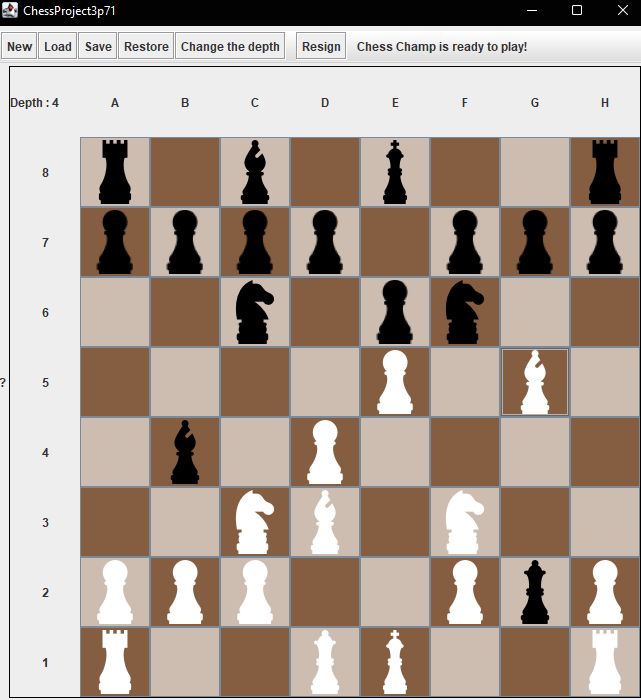 ChessProject3p71
New Load Save Restore Change the depth Resign Chess Champ is ready to play!
Depth : 4 A B C D E F G H
8
7
6
? 5
4
3
2
1